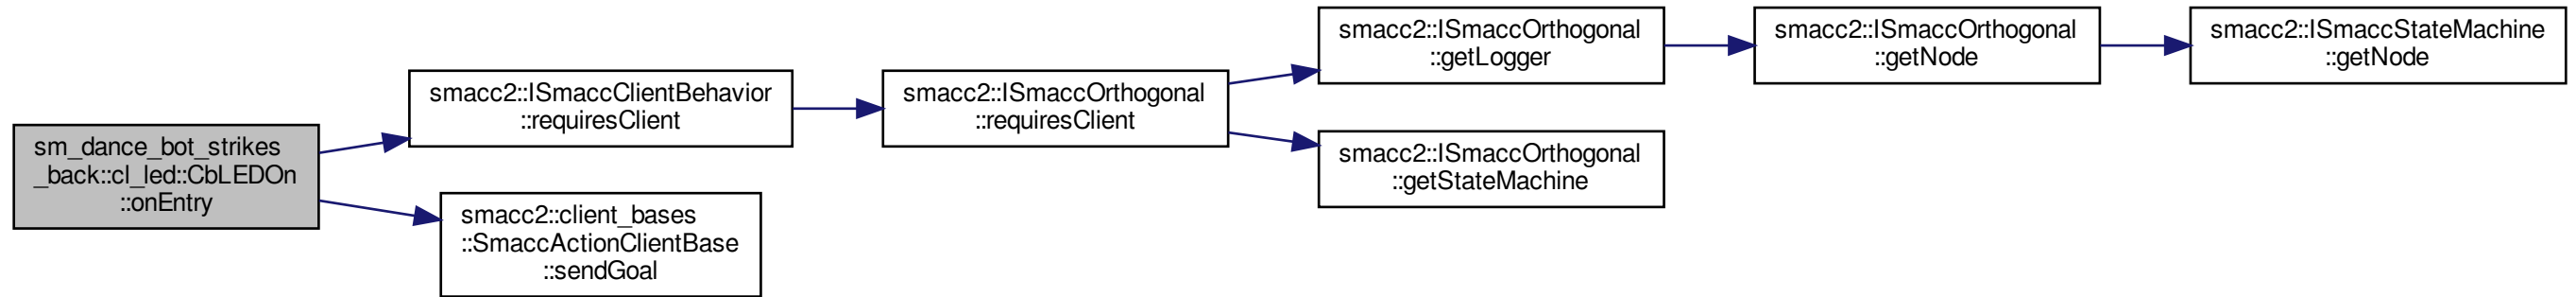 sm_dance_bot_strikes
_back::cl_led::CbLEDOn
::onEntry
smacc2::ISmaccClientBehavior
::requiresClient
smacc2::ISmaccOrthogonal
::requiresClient
smacc2::ISmaccOrthogonal
::getLogger
smacc2::ISmaccOrthogonal
::getNode
smacc2::ISmaccStateMachine
::getNode
smacc2::ISmaccOrthogonal
::getStateMachine
smacc2::client_bases
::SmaccActionClientBase
::sendGoal